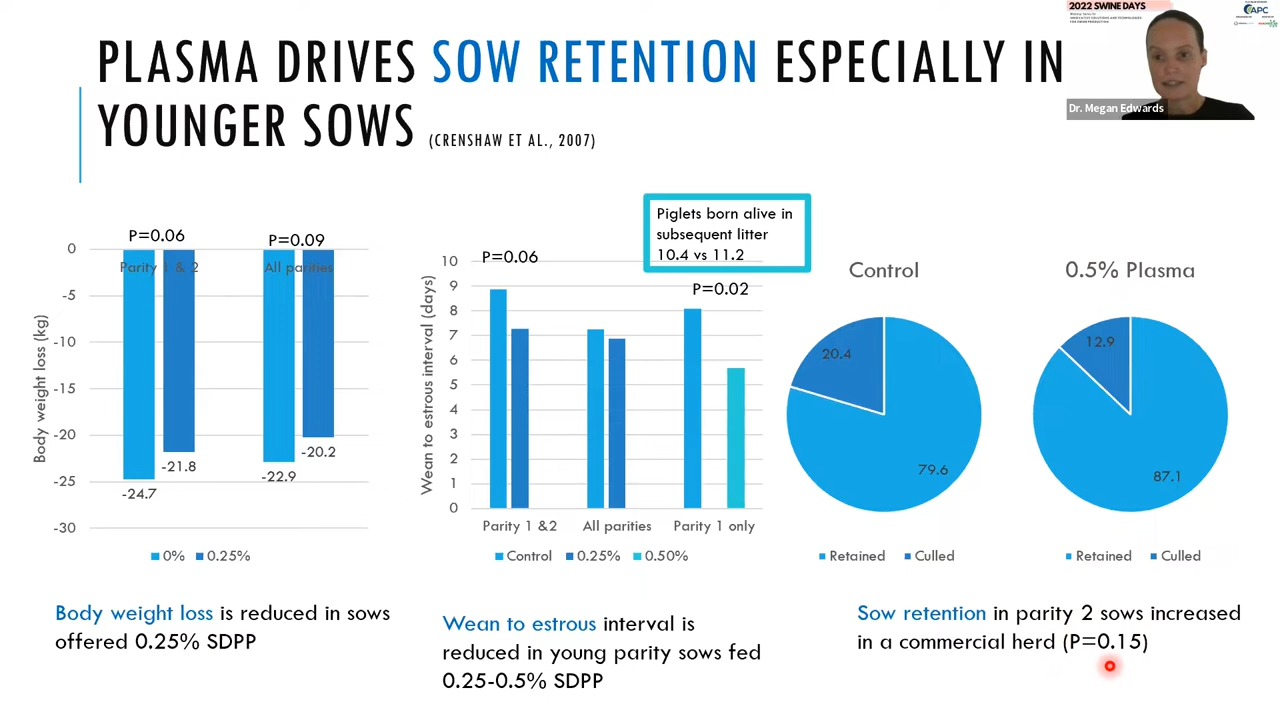 PLASMA DRIVES SOW RETENTION ESPECIALLY IN
YOUNGER SOWS (CRENSHAW ET AL., 2007)
2022 SWINE DAYS
APC
Dr. Megan Edwards
P=0.06
P=0.09
0
-5
-10
-15
-20
-25
-30
Body weight loss (kg)
Parity 1 & 2
All parities
-24.7
-21.8
-22.9
-20.2
0%
0.25%
Piglets born alive in
subsequent litter
10.4 vs 11.2
P=0.06
P=0.02
10
9
8
7
6
5
4
3
2
1
0
Wean to estrous interval (days)
Parity 1 &2
All parities
Parity 1 only
Control
0.25%
0.50%
Control
20.4
79.6
Retained
Culled
0.5% Plasma
12.9
87.1
Retained
Culled
Body weight loss is reduced in sows
offered 0.25% SDPP
Wean to estrous interval is
reduced in young parity sows fed
0.25-0.5% SDPP
Sow retention in parity 2 sows increased
in a commercial herd (P=0.15)